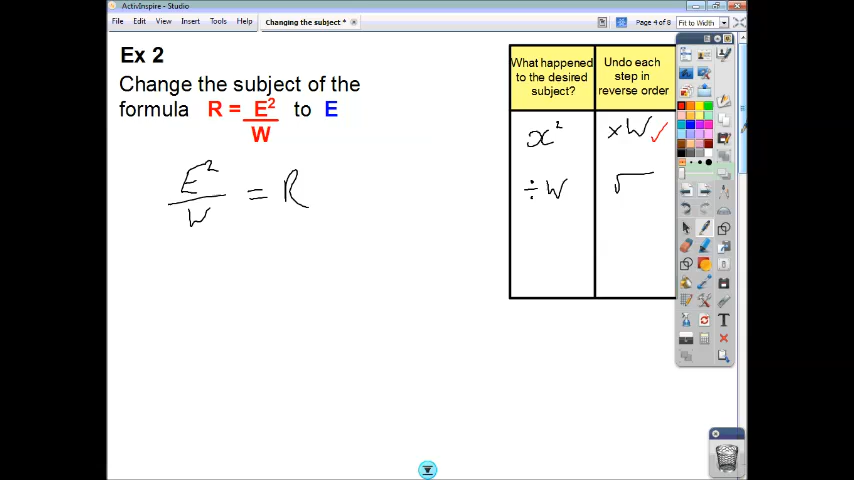 ActivInspire - Studio
File Edit View Insert Tools Help Changing the subject *
Page 4 of 8 Fit to Width
Ex 2
Change the subject of the
formula R = E² to E
W
What happened
to the desired
subject?
Undo each
step in
reverse order
x²
×W ✓
÷W
√
E²
W
= R
T